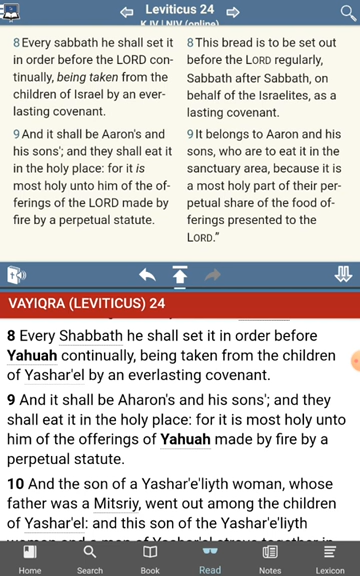 Leviticus 24
KJV | NIV (online)
8 Every sabbath he shall set it
in order before the LORD con-
tinually, being taken from the
children of Israel by an ever-
lasting covenant.
9 And it shall be Aaron's and
his sons'; and they shall eat it
in the holy place: for it is
most holy unto him of the of-
ferings of the LORD made by
fire by a perpetual statute.
8 This bread is to be set out
before the LORD regularly,
Sabbath after Sabbath, on
behalf of the Israelites, as a
lasting covenant.
9 It belongs to Aaron and his
sons, who are to eat it in the
sanctuary area, because it is
a most holy part of their per-
petual share of the food of-
ferings presented to the
LORD.”
VAYIQRA (LEVITICUS) 24
8 Every Shabbath he shall set it in order before
Yahuah continually, being taken from the children
of Yashar'el by an everlasting covenant.
9 And it shall be Aharon's and his sons'; and they
shall eat it in the holy place: for it is most holy unto
him of the offerings of Yahuah made by fire by a
perpetual statute.
10 And the son of a Yashar'eliyth woman, whose
father was a Mitsriy, went out among the children
of Yashar'el: and this son of the Yashar'eliyth
Home
Search
Book
Read
Notes
Lexicon